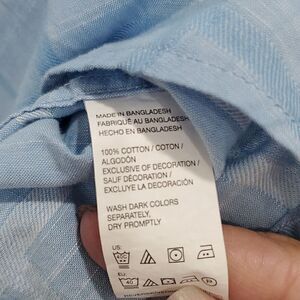 MADE IN BANGLADESH
FABRIQUÉ AU BANGLADESH
HECHO EN BANGLADESH
100% COTTON / COTON /
ALGODÓN
EXCLUSIVE OF DECORATION /
SAUF DÉCORATION /
EXCLUYE LA DECORACIÓN
WASH DARK COLORS
SEPARATELY,
DRY PROMPTLY
US:
EU:
40